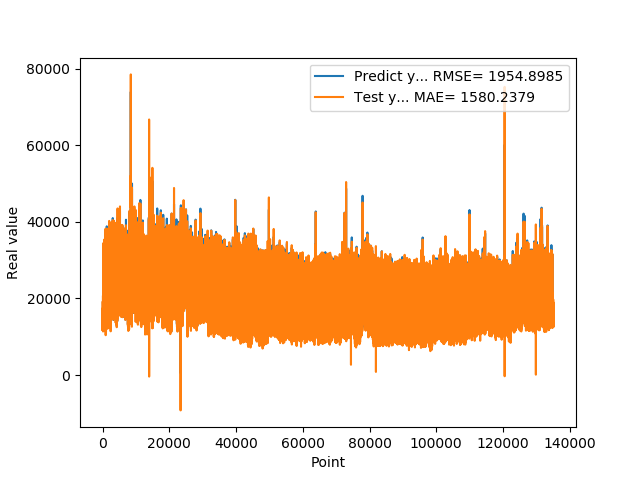 80000
60000
40000
20000
0
Real value
Predict y... RMSE= 1954.8985
Test y... MAE= 1580.2379
0 20000 40000 60000 80000 100000 120000 140000
Point